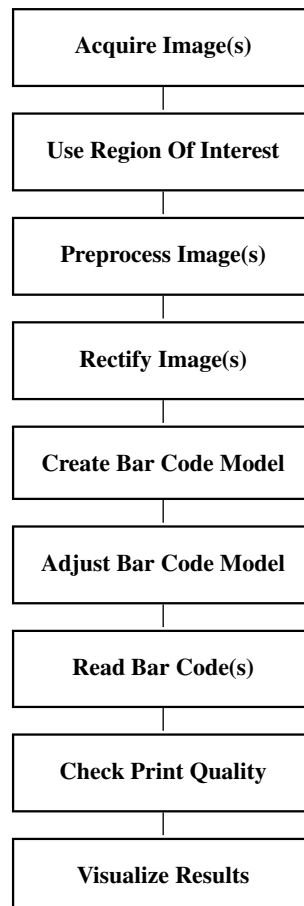 Acquire Image(s)
Use Region Of Interest
Preprocess Image(s)
Rectify Image(s)
Create Bar Code Model
Adjust Bar Code Model
Read Bar Code(s)
Check Print Quality
Visualize Results